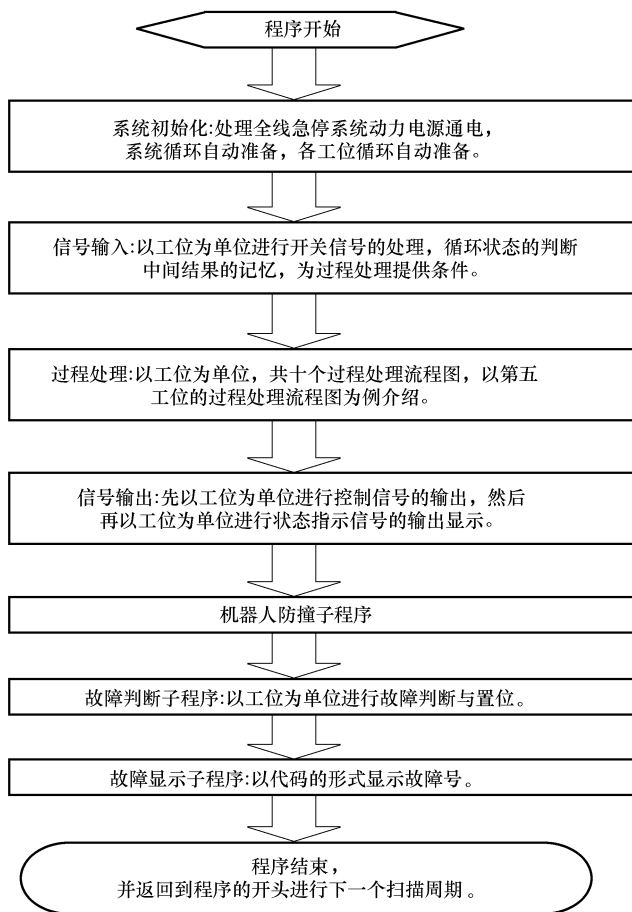 程序开始
系统初始化:处理全线急停系统动力电源通电，
系统循环自动准备，各工位循环自动准备。
信号输入:以工位为单位进行开关信号的处理，循环状态的判断
中间结果的记忆，为过程处理提供条件。
过程处理:以工位为单位，共十个过程处理流程图，以第五
工位的过程处理流程图为例介绍。
信号输出:先以工位为单位进行控制信号的输出，然后
再以工位为单位进行状态指示信号的输出显示。
机器人防撞子程序
故障判断子程序:以工位为单位进行故障判断与置位。
故障显示子程序:以代码的形式显示故障号。
程序结束，
并返回到程序的开头进行下一个扫描周期。